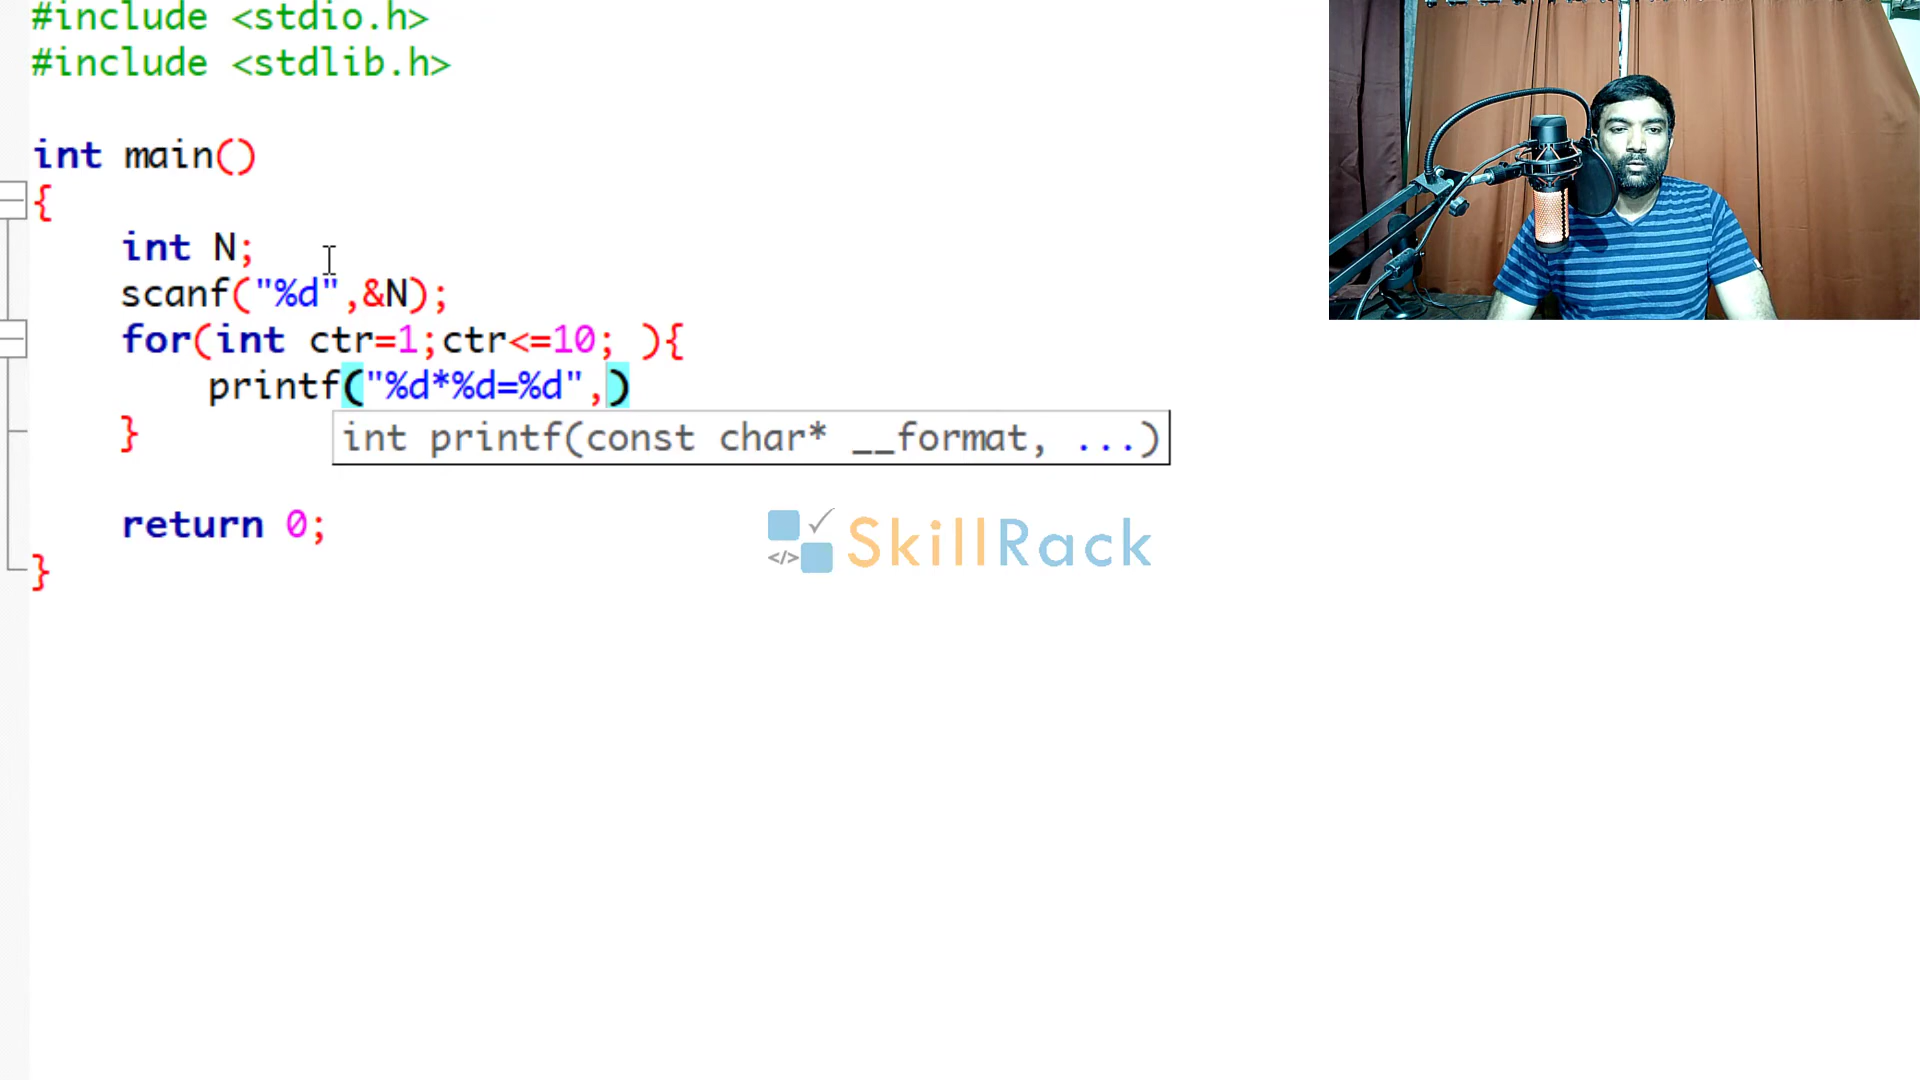 #include <stdio.h>
#include <stdlib.h>
int main()
{
int N;
scanf("%d",&N);
for(int ctr=1;ctr<=10; ){
printf("%d*%d=%d",)
}
int printf(const char* __format, ...)
return 0;
}
</> SkillRack